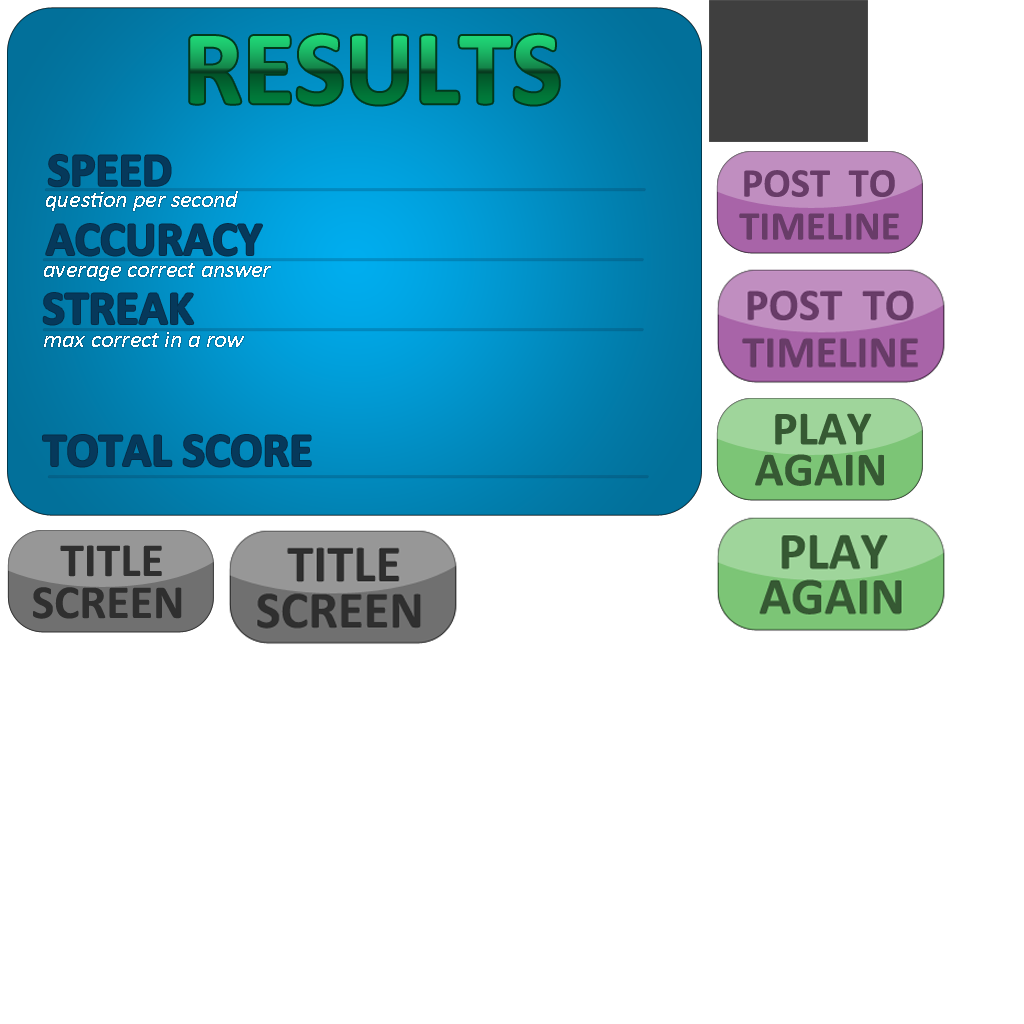 RESULTS
SPEED
question per second
ACCURACY
average correct answer
STREAK
max correct in a row
TOTAL SCORE
POST TO
TIMELINE
POST TO
TIMELINE
PLAY
AGAIN
PLAY
AGAIN
TITLE
SCREEN
TITLE
SCREEN